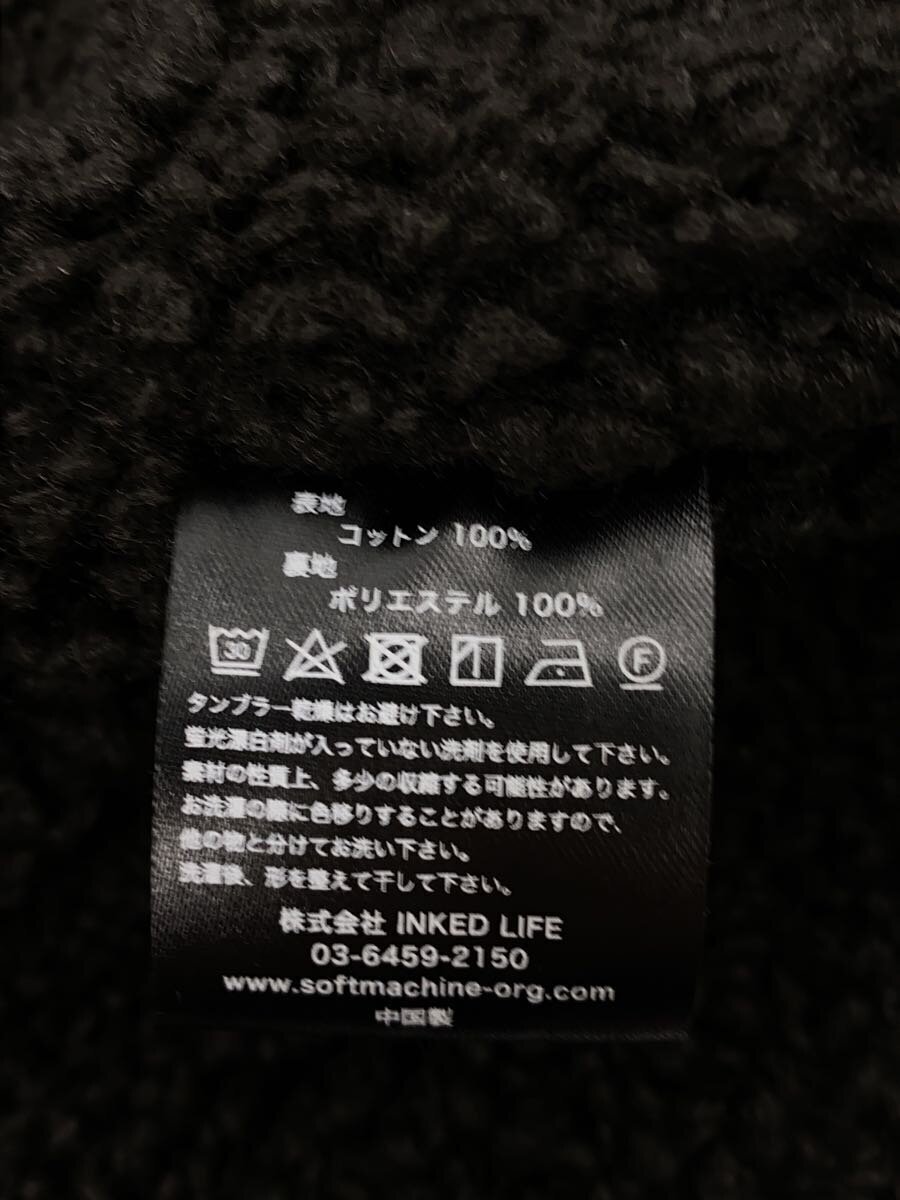 表地
コットン 100%
裏地
ポリエステル 100%
30
F
タンブラー乾燥はお避け下さい。
蛍光漂白剤が入っていない洗剤を使用して下さい。
素材の性質上、多少の収縮する可能性があります。
お洗濯の際に色移りすることがありますので、
他の物と分けてお洗い下さい。
洗濯後、形を整えて干して下さい。
株式会社 INKED LIFE
03-6459-2150
www.softmachine-org.com
中国製